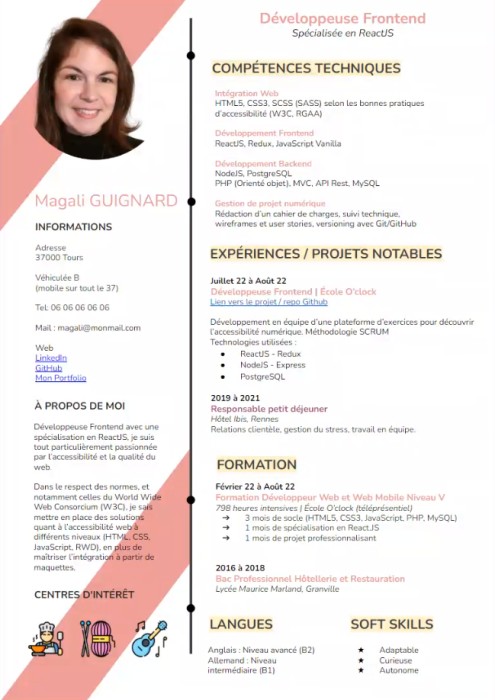 Magali GUIGNARD
INFORMATIONS
Adresse
37000 Tours
Véhiculée B
(mobile sur tout le 37)
Tel: 06 06 06 06 06
Mail : magali@monmail.com
Web
LinkedIn
GitHub
Mon Portfolio
À PROPOS DE MOI
Développeuse Frontend avec une
spécialisation en ReactJS, je suis
tout particulièrement passionnée
par l'accessibilité et la qualité du
web.
Dans le respect des normes, et
notamment celles du World Wide
Web Consortium (W3C), je sais
mettre en place des solutions
quant à l'accessibilité web à
différents niveaux (HTML, CSS,
JavaScript, RWD), en plus de
maîtriser l'intégration à partir de
maquettes.
CENTRES D'INTÉRÊT
Développeuse Frontend
Spécialisée en ReactJS
COMPÉTENCES TECHNIQUES
Intégration Web
HTML5, CSS3, SCSS (SASS) selon les bonnes pratiques
d'accessibilité (W3C, RGAA)
Développement Frontend
ReactJS, Redux, JavaScript Vanilla
Développement Backend
NodeJS, PostgreSQL
PHP (Orienté objet), MVC, API Rest, MySQL
Gestion de projet numérique
Rédaction d'un cahier de charges, suivi technique,
wireframes et user stories, versioning avec Git/GitHub
EXPÉRIENCES / PROJETS NOTABLES
Juillet 22 à Août 22
Développeuse Frontend | École O'clock
Lien vers le projet / repo Github
Développement en équipe d'une plateforme d'exercices pour découvrir
l'accessibilité numérique. Méthodologie SCRUM
Technologies utilisées :
● ReactJS - Redux
● NodeJS - Express
● PostgreSQL
2019 à 2021
Responsable petit déjeuner
Hôtel Ibis, Rennes
Relations clientèle, gestion du stress, travail en équipe.
FORMATION
Février 22 à Août 22
Formation Développeur Web et Web Mobile Niveau V
798 heures intensives | École O'clock (téléprésentiel)
➔ 3 mois de socle (HTML5, CSS3, JavaScript, PHP, MySQL)
➔ 1 mois de spécialisation en React.JS
➔ 1 mois de projet professionnalisant
2016 à 2018
Bac Professionnel Hôtellerie et Restauration
Lycée Maurice Marland, Granville
LANGUES
Anglais : Niveau avancé (B2)
Allemand : Niveau
intermédiaire (B1)
SOFT SKILLS
★ Adaptable
★ Curieuse
★ Autonome